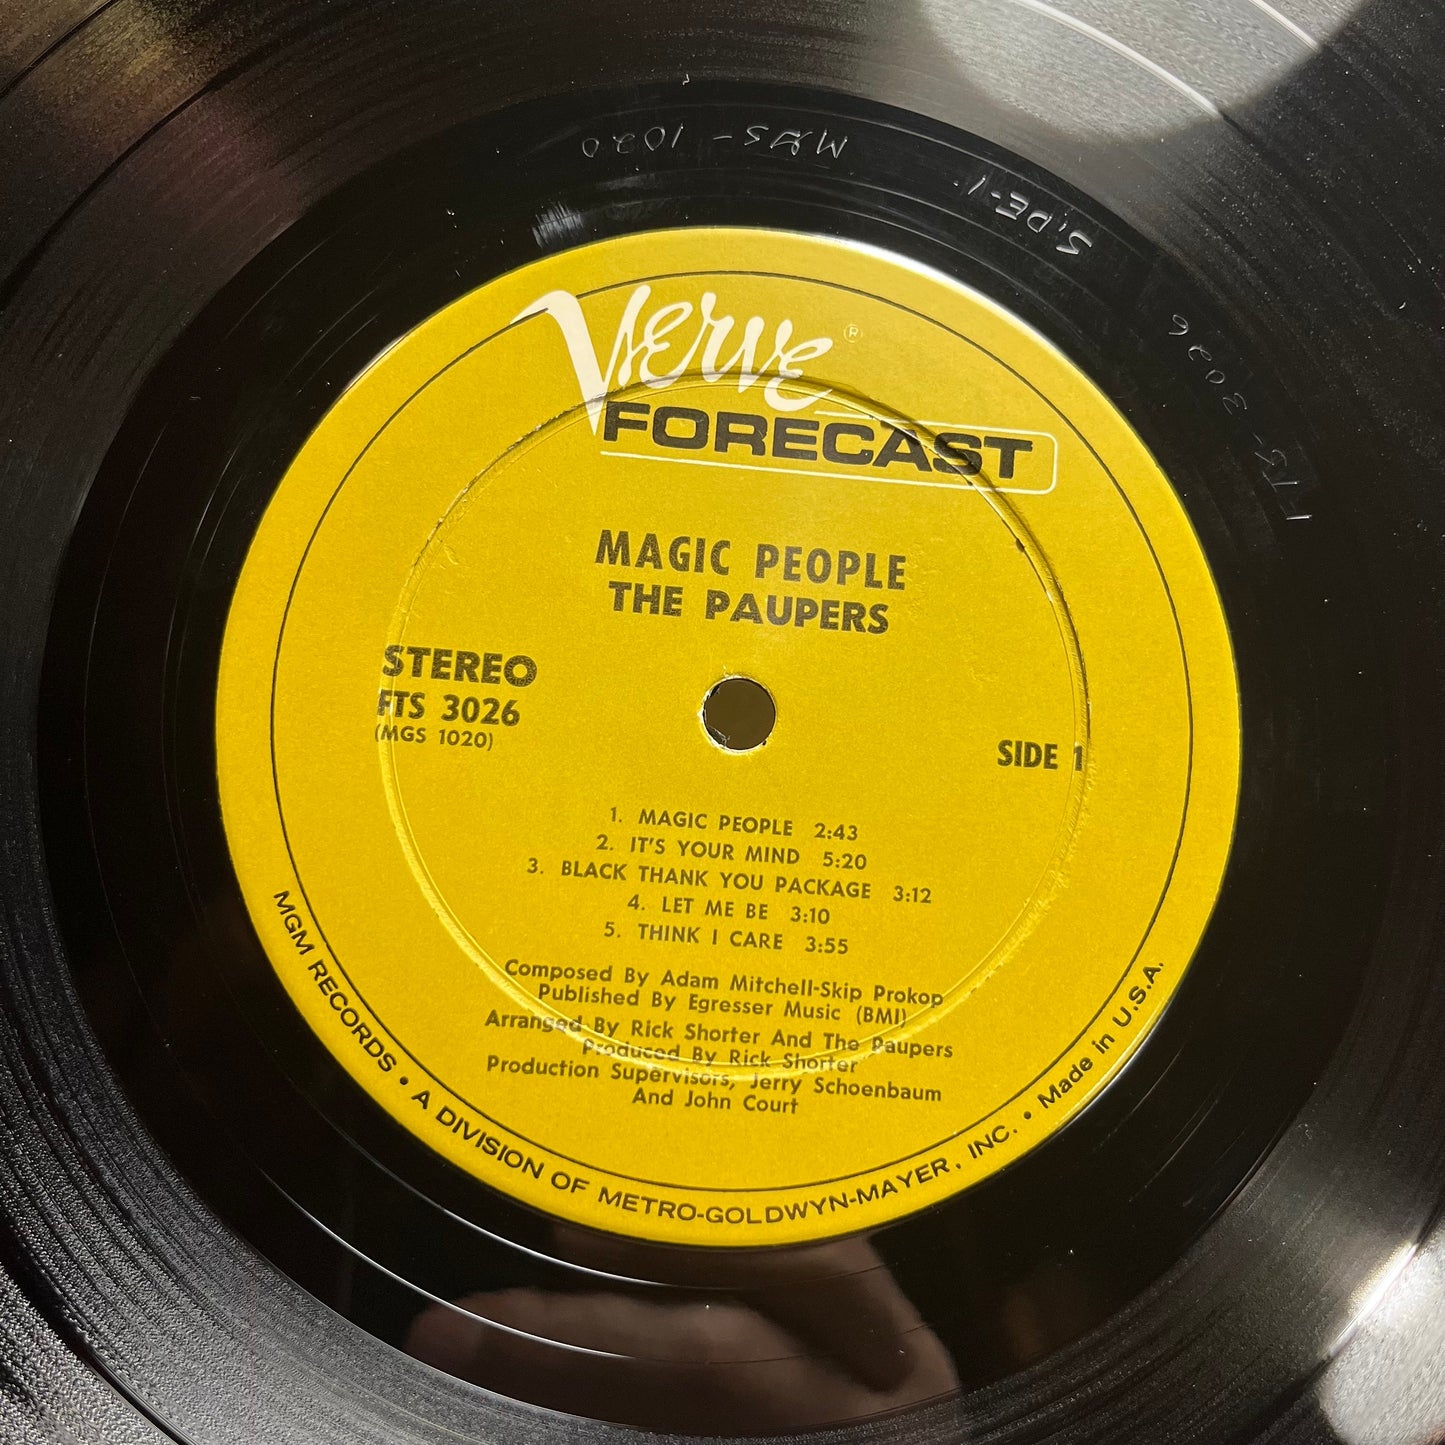 MGS-1020
SIDE-1
FTS-3026
Verve ®
FORECAST
MAGIC PEOPLE
THE PAUPERS
STEREO
FTS 3026
(MGS 1020)
SIDE 1
1. MAGIC PEOPLE 2:43
2. IT'S YOUR MIND 5:20
3. BLACK THANK YOU PACKAGE 3:12
4. LET ME BE 3:10
5. THINK I CARE 3:55
Composed By Adam Mitchell-Skip Prokop
Published By Egresser Music (BMI)
Arranged By Rick Shorter And The Paupers
Produced By Rick Shorter
Production Supervisors, Jerry Schoenbaum
And John Court
MGM RECORDS • A DIVISION OF METRO-GOLDWYN-MAYER, INC. • Made in U.S.A.